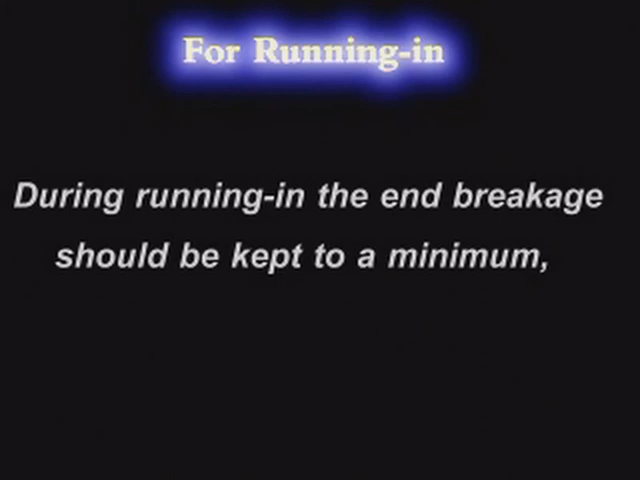 For Running-in
During running-in the end breakage
should be kept to a minimum,